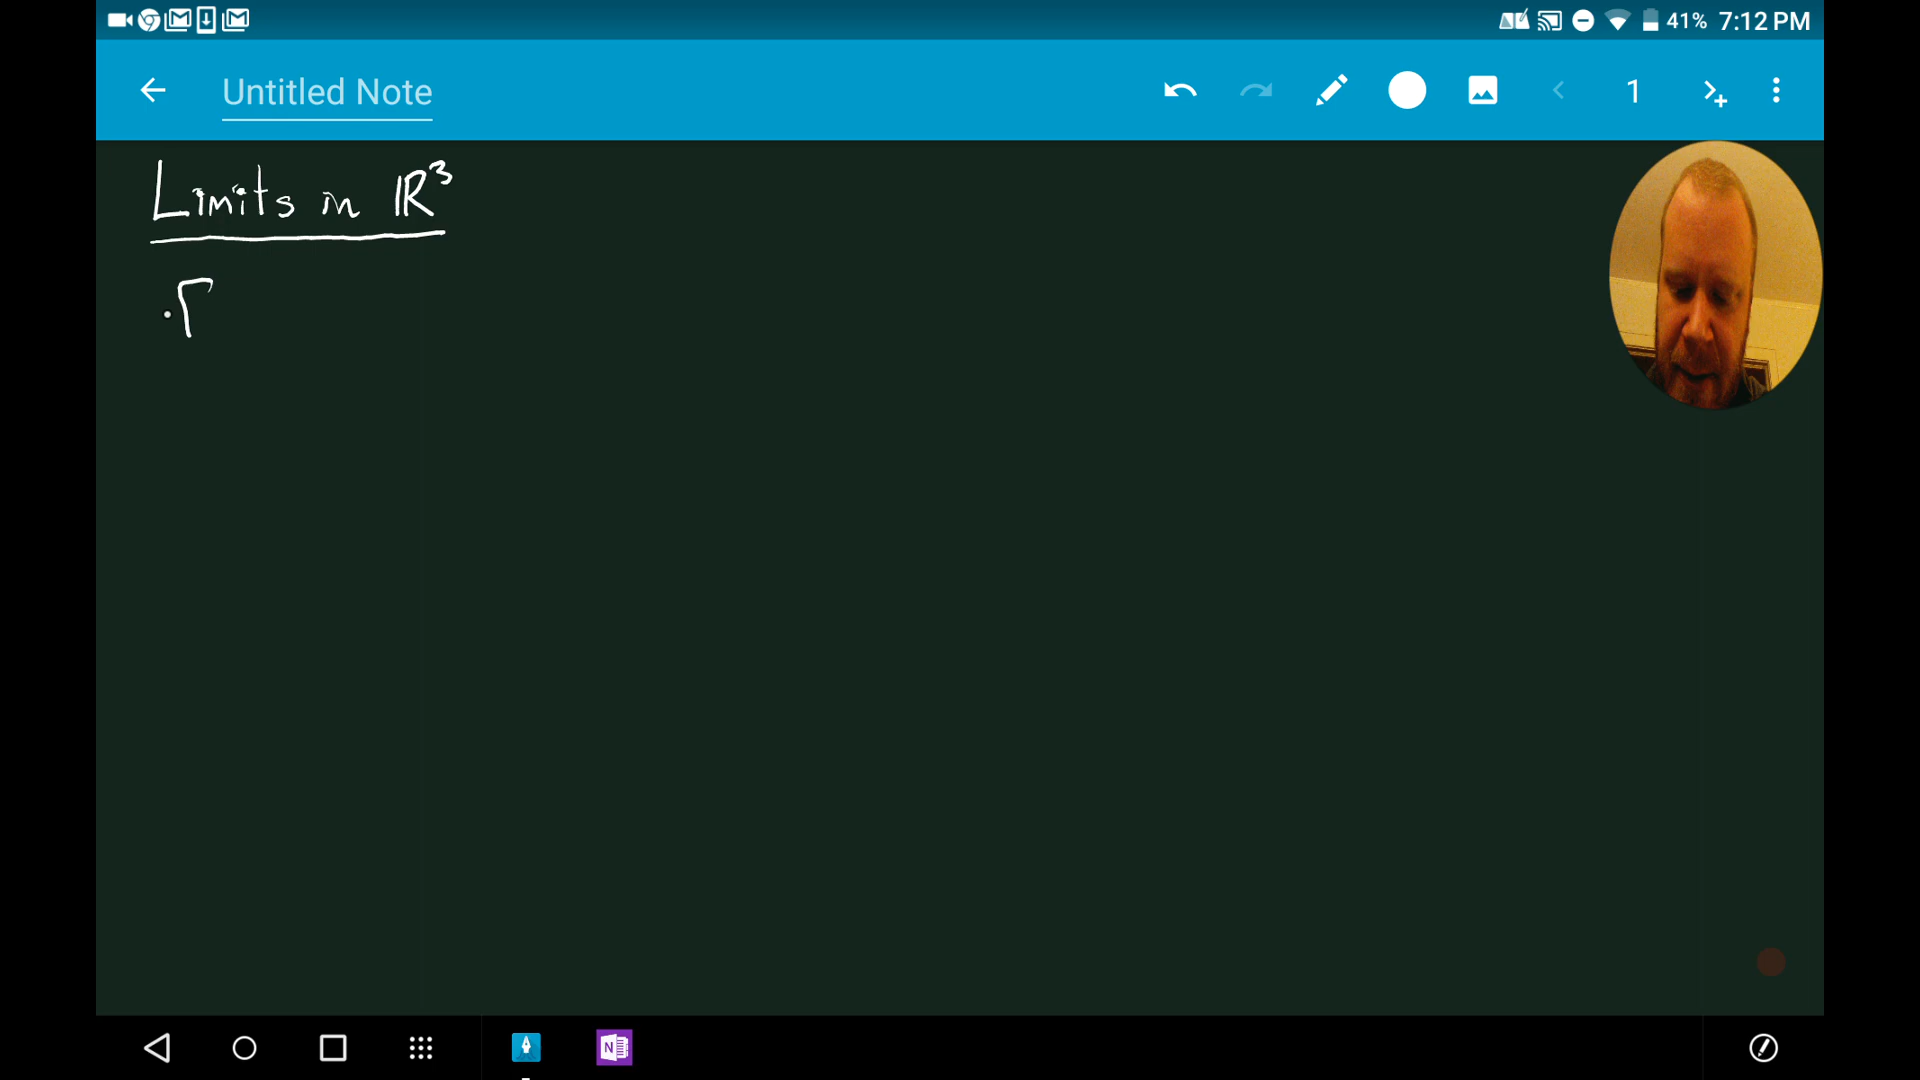 41% 7:12 PM
Untitled Note 1
Limits in ℝ³
N